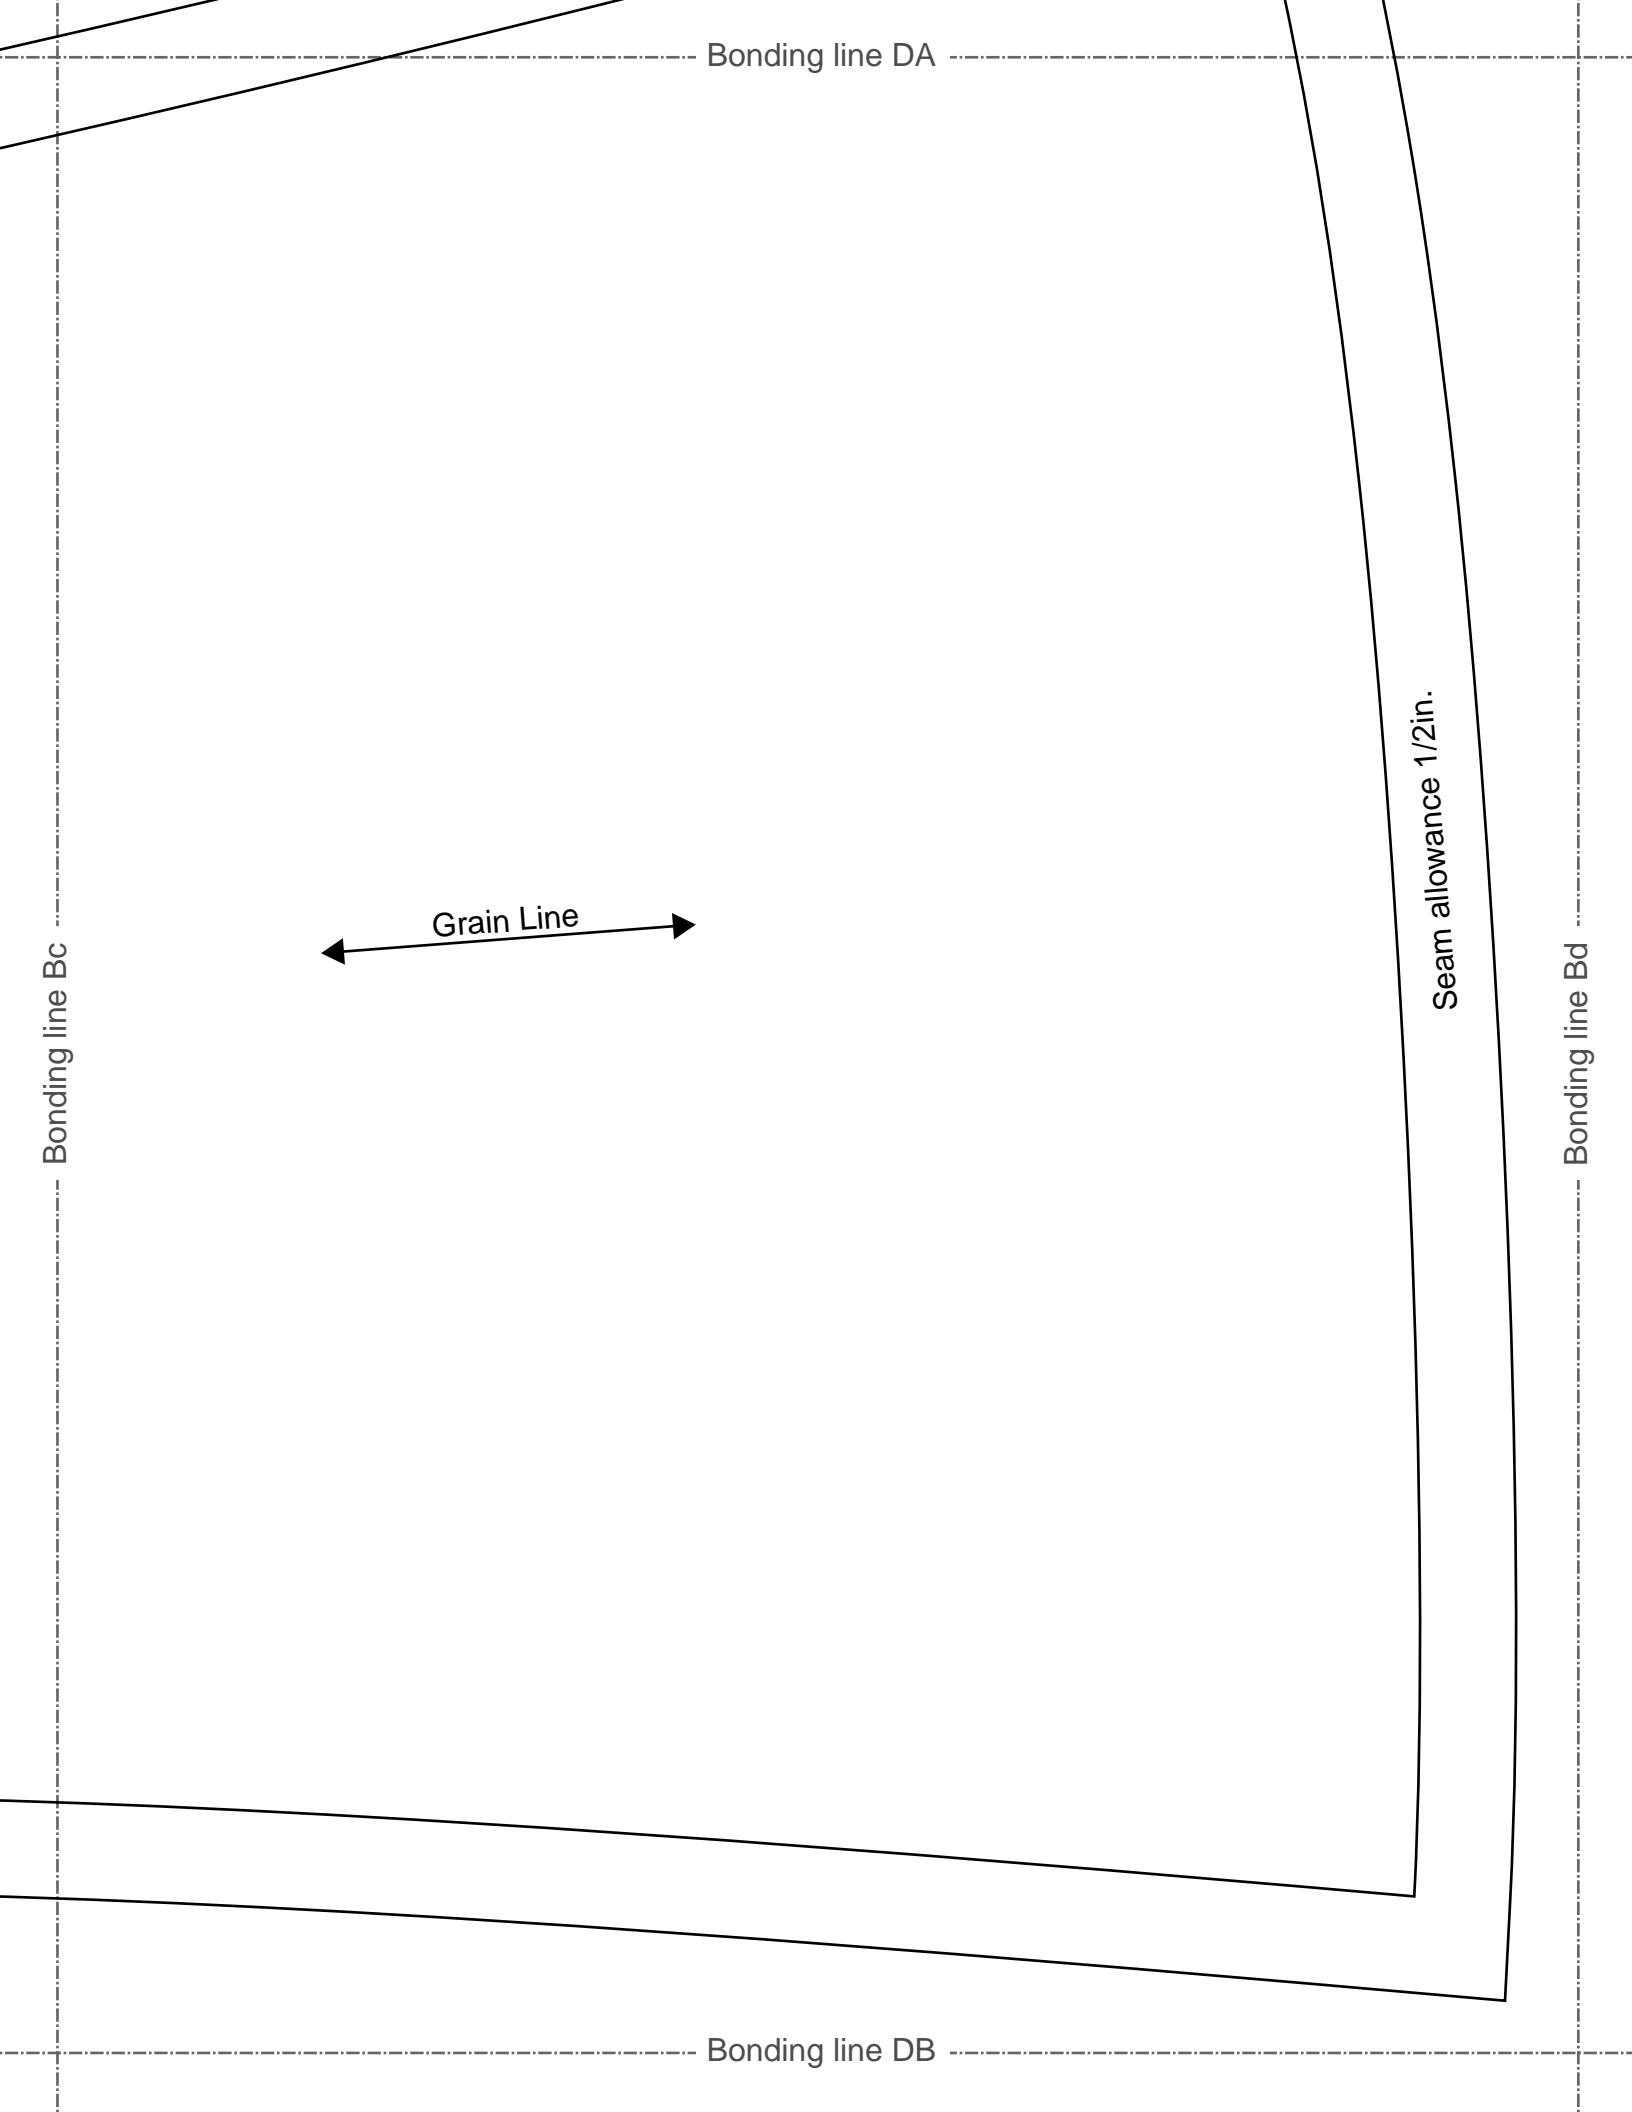 Bonding line DA
Seam allowance 1/2in.
Grain Line
Bonding line Bc
Bonding line Bd
Bonding line DB